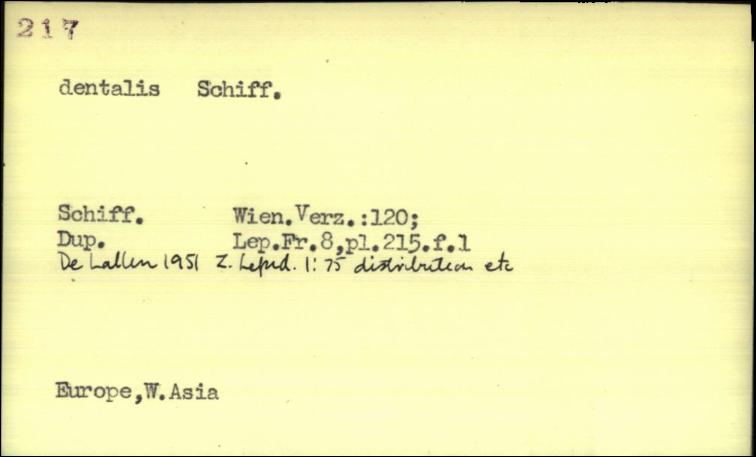 217
dentalis Schiff.
Schiff. Wien.Verz.:120;
Dup. Lep.Fr.8,pl.215.f.1
De Lallin 1951 Z. Lepid. 1:75 distribution etc
Europe,W.Asia